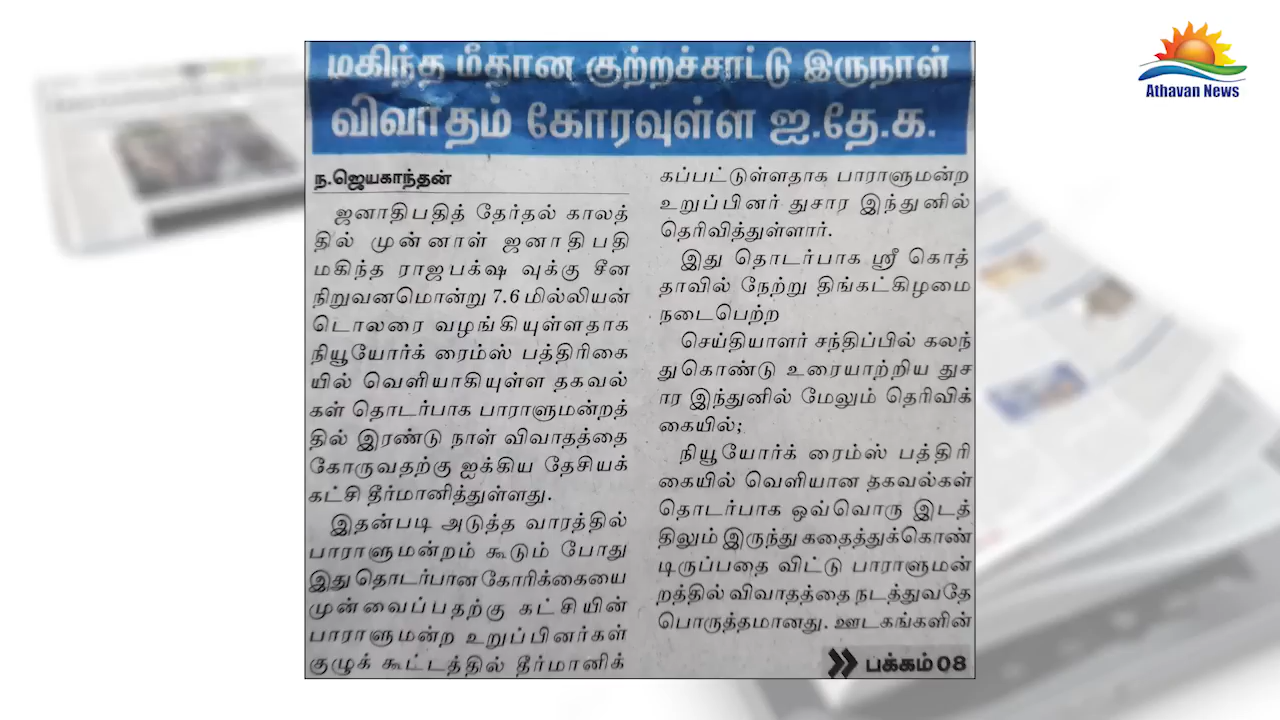 மகிந்த மீதான குற்றச்சாட்டு இருநாள்
விவாதம் கோரவுள்ள ஐ.தே.க.
ந.ஜெயகாந்தன்
ஜனாதிபதித் தேர்தல் காலத்
தில் முன்னாள் ஜனாதிபதி
மகிந்த ராஜபக்ஷ வுக்கு சீன
நிறுவனமொன்று 7.6 மில்லியன்
டொலரை வழங்கியுள்ளதாக
நியூயோர்க் ரைம்ஸ் பத்திரிகை
யில் வெளியாகியுள்ள தகவல்
கள் தொடர்பாக பாராளுமன்றத்
தில் இரண்டு நாள் விவாதத்தை
கோருவதற்கு ஐக்கிய தேசியக்
கட்சி தீர்மானித்துள்ளது.
இதன்படி அடுத்த வாரத்தில்
பாராளுமன்றம் கூடும் போது
இது தொடர்பான கோரிக்கையை
முன்வைப்பதற்கு கட்சியின்
பாராளுமன்ற உறுப்பினர்கள்
குழுக் கூட்டத்தில் தீர்மானிக்
கப்பட்டுள்ளதாக பாராளுமன்ற
உறுப்பினர் துசார இந்துனில்
தெரிவித்துள்ளார்.
இது தொடர்பாக ஸ்ரீ கொத்
தாவில் நேற்று திங்கட்கிழமை
நடைபெற்ற
செய்தியாளர் சந்திப்பில் கலந்
துகொண்டு உரையாற்றிய துச
ார இந்துனில் மேலும் தெரிவிக்
கையில்;
நியூயோர்க் ரைம்ஸ் பத்திரி
கையில் வெளியான தகவல்கள்
தொடர்பாக ஒவ்வொரு இடத்
திலும் இருந்து கதைத்துக்கொண்
டிருப்பதை விட்டு பாராளுமன்
றத்தில் விவாதத்தை நடத்துவதே
பொருத்தமானது. ஊடகங்களின்
பக்கம் 08
Athavan News